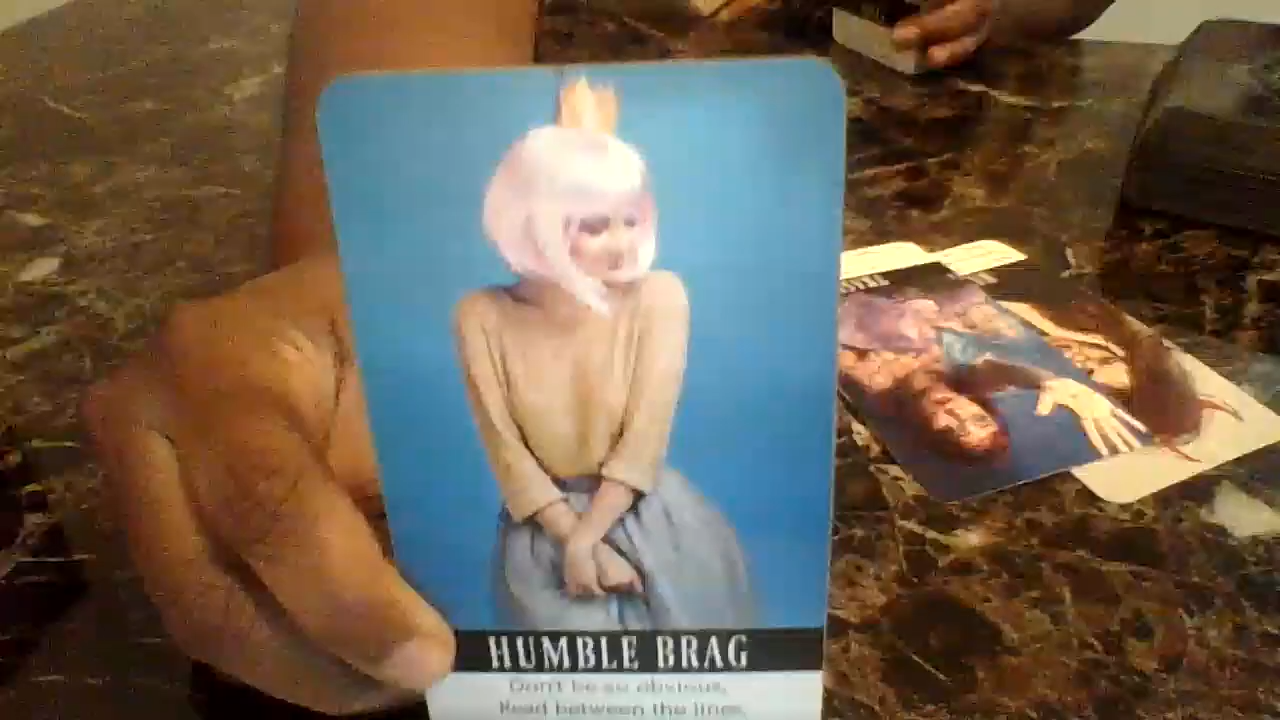 HUMBLE BRAG
Don't be so obvious,
Read between the lines,